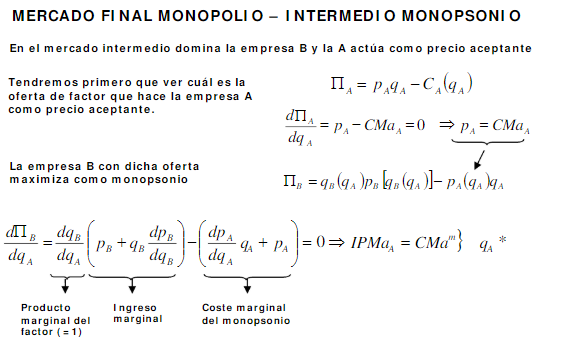 MERCADO FINAL MONOPOLIO – INTERMEDIO MONOPSONIO
En el mercado intermedio domina la empresa B y la A actúa como precio aceptante
Tendremos primero que ver cuál es la
oferta de factor que hace la empresa A
como precio aceptante.
Π_A = p_A q_A − C_A(q_A)
dΠ_A/dq_A = p_A − CMa_A = 0 ⇒ p_A = CMa_A
La empresa B con dicha oferta
maximiza como monopsonio
Π_B = q_B(q_A) p_B[q_B(q_A)] − p_A(q_A) q_A
dΠ_B/dq_A = dq_B/dq_A (p_B + q_B dp_B/dq_B) − (dp_A/dq_A q_A + p_A) = 0 ⇒ IPMa_A = CMa^m} q_A *
Producto
marginal del
factor (=1)
Ingreso
marginal
Coste marginal
del monopsonio